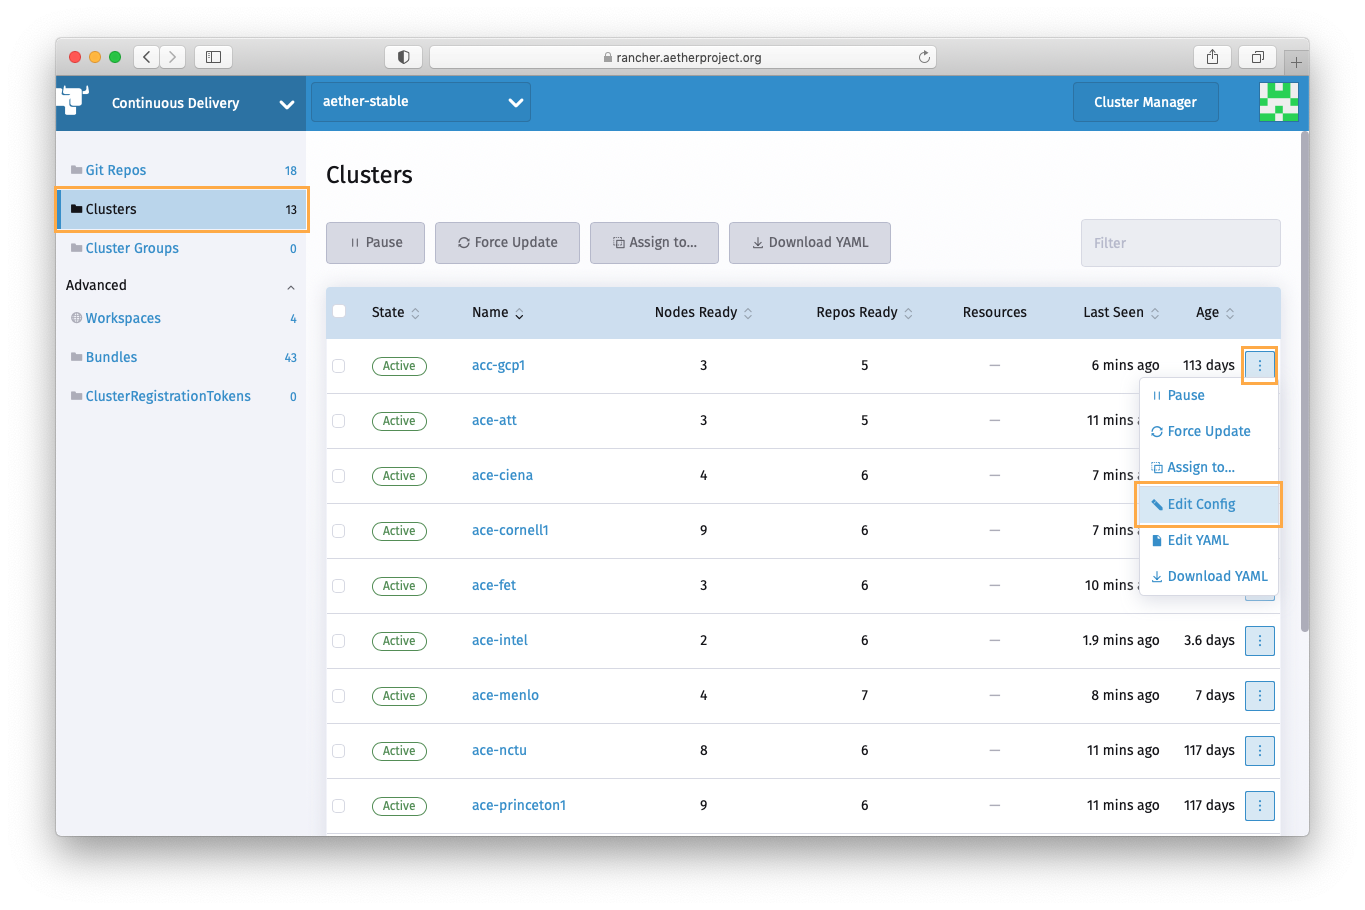 rancher.aetherproject.org
Continuous Delivery
aether-stable
Cluster Manager
Git Repos 18
Clusters 13
Cluster Groups 0
Advanced
Workspaces 4
Bundles 43
ClusterRegistrationTokens 0
Clusters
Pause Force Update Assign to... Download YAML Filter
State Name Nodes Ready Repos Ready Resources Last Seen Age
Active acc-gcp1 3 5 — 6 mins ago 113 days
Active ace-att 3 5 — 11 mins
Active ace-ciena 4 6 — 7 mins
Active ace-cornell1 9 6 — 7 mins
Active ace-fet 3 6 — 10 mins
Active ace-intel 2 6 — 1.9 mins ago 3.6 days
Active ace-menlo 4 7 — 8 mins ago 7 days
Active ace-nctu 8 6 — 11 mins ago 117 days
Active ace-princeton1 9 6 — 11 mins ago 117 days
Pause
Force Update
Assign to...
Edit Config
Edit YAML
Download YAML